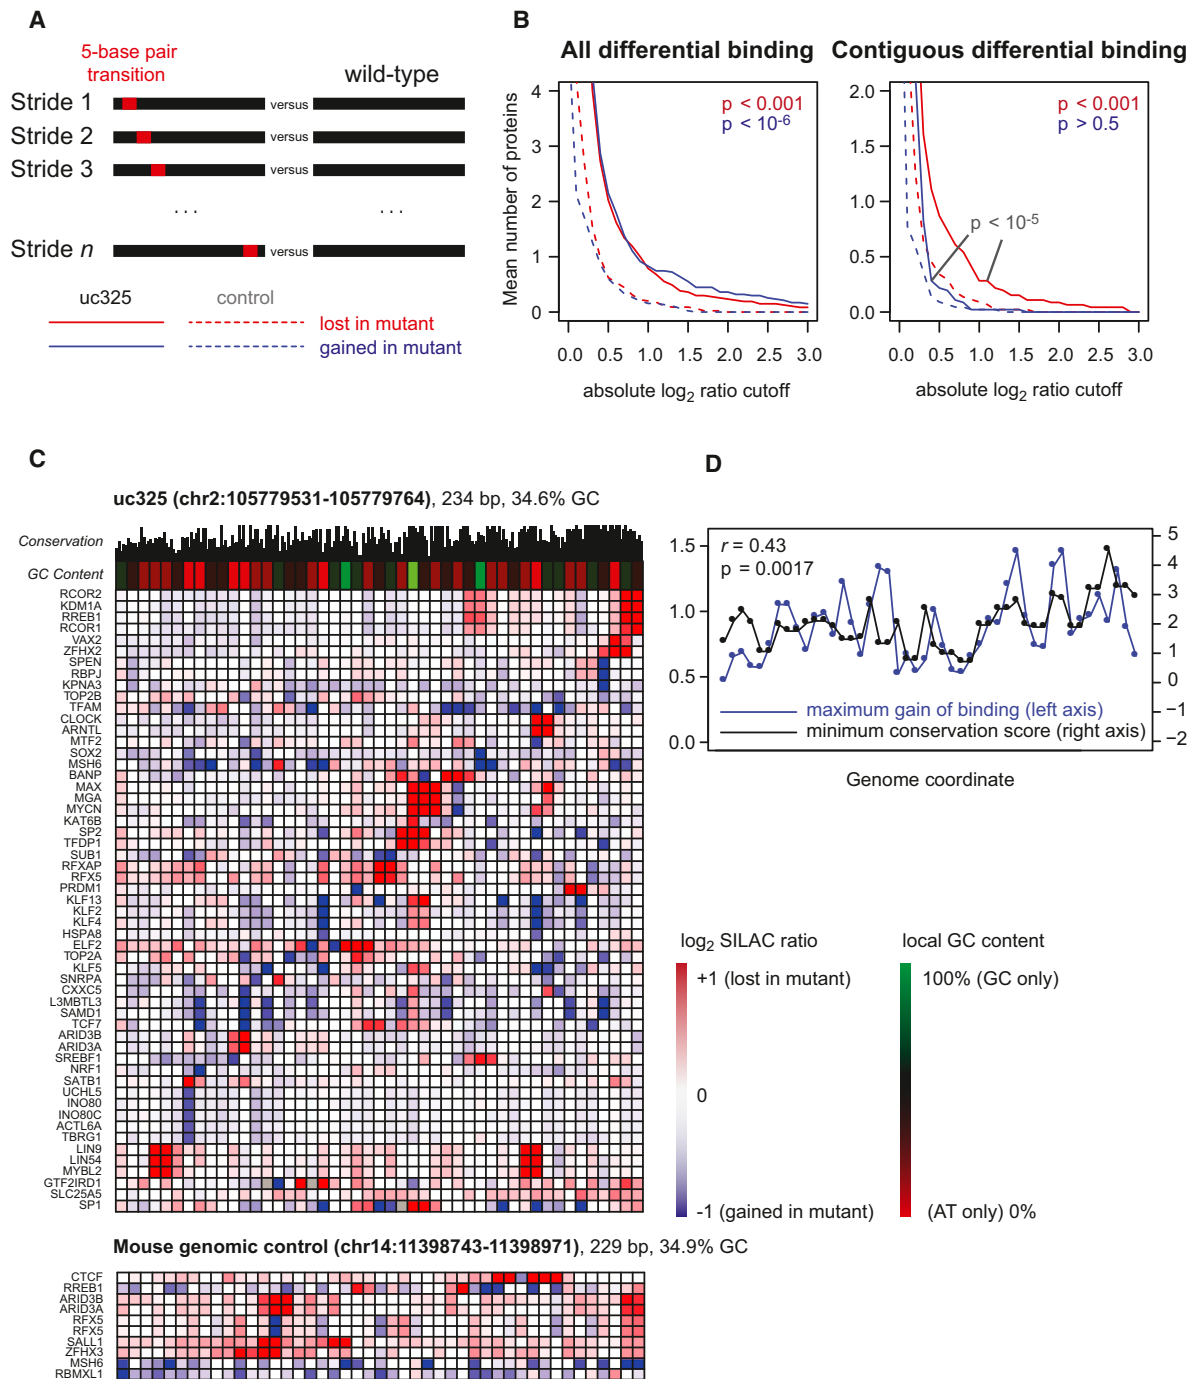 A
5-base pair
transition
wild-type
Stride 1
versus
Stride 2
versus
Stride 3
versus
... ...
Stride n
versus
uc325
control
lost in mutant
gained in mutant
B
All differential binding
Contiguous differential binding
Mean number of proteins
4
3
2
1
0
p < 0.001
p < 10-6
0.0 0.5 1.0 1.5 2.0 2.5 3.0
absolute log2 ratio cutoff
2.0
1.5
1.0
0.5
0.0
p < 0.001
p > 0.5
p < 10-5
0.0 0.5 1.0 1.5 2.0 2.5 3.0
absolute log2 ratio cutoff
C
uc325 (chr2:105779531-105779764), 234 bp, 34.6% GC
Conservation
GC Content
RCOR2
KDM1A
RREB1
RCOR1
VAX2
ZFHX2
SPEN
RBPJ
KPNA3
TOP2B
TFAM
CLOCK
ARNTL
MTF2
SOX2
MSH6
BANP
MAX
MGA
MYCN
KAT6B
SP2
TFDP1
SUB1
RFXAP
RFX5
PRDM1
KLF13
KLF2
KLF4
HSPA8
ELF2
TOP2A
KLF5
SNRPA
CXXC5
L3MBTL3
SAMD1
TCF7
ARID3B
ARID3A
SREBF1
NRF1
SATB1
UCHL5
INO80
INO80C
ACTL6A
TBRG1
LIN9
LIN54
MYBL2
GTF2IRD1
SLC25A5
SP1
Mouse genomic control (chr14:11398743-11398971), 229 bp, 34.9% GC
CTCF
RREB1
ARID3B
ARID3A
RFX5
RFX5
SALL1
ZFHX3
MSH6
RBMXL1
D
1.5
1.0
0.5
0.0
r = 0.43
p = 0.0017
5
4
3
2
1
0
−1
−2
maximum gain of binding (left axis)
minimum conservation score (right axis)
Genome coordinate
log2 SILAC ratio
+1 (lost in mutant)
0
-1 (gained in mutant)
local GC content
100% (GC only)
(AT only) 0%